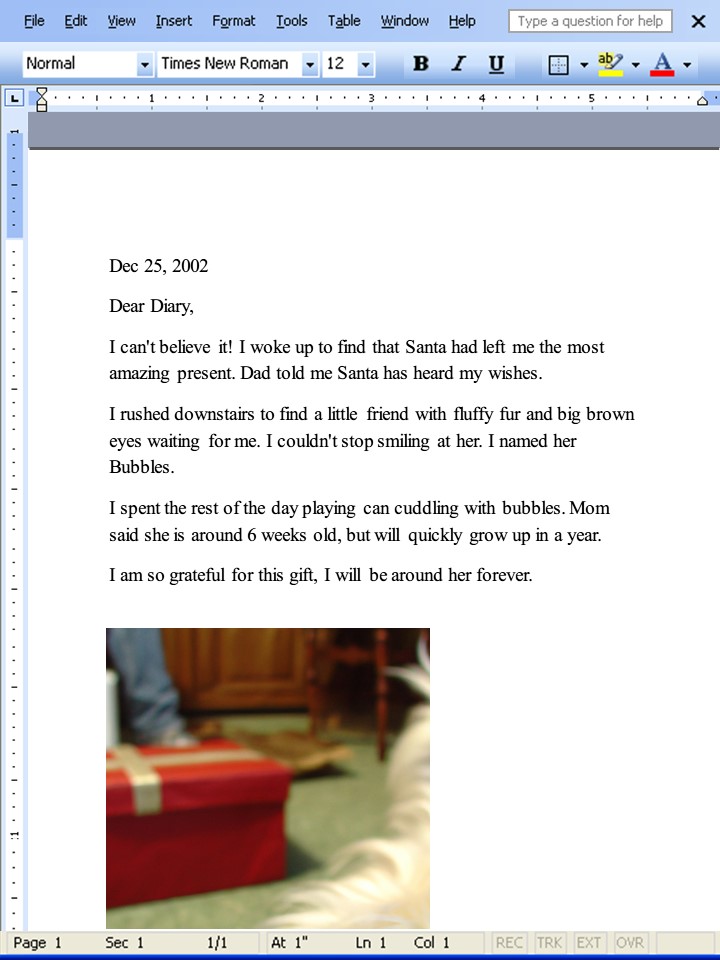 File Edit View Insert Format Tools Table Window Help Type a question for help
Normal Times New Roman 12 B I U ab A
L 1 2 3 4 5
1
Dec 25, 2002
Dear Diary,
I can't believe it! I woke up to find that Santa had left me the most
amazing present. Dad told me Santa has heard my wishes.
I rushed downstairs to find a little friend with fluffy fur and big brown
eyes waiting for me. I couldn't stop smiling at her. I named her
Bubbles.
I spent the rest of the day playing can cuddling with bubbles. Mom
said she is around 6 weeks old, but will quickly grow up in a year.
I am so grateful for this gift, I will be around her forever.
1
Page 1 Sec 1 1/1 At 1" Ln 1 Col 1 REC TRK EXT OVR